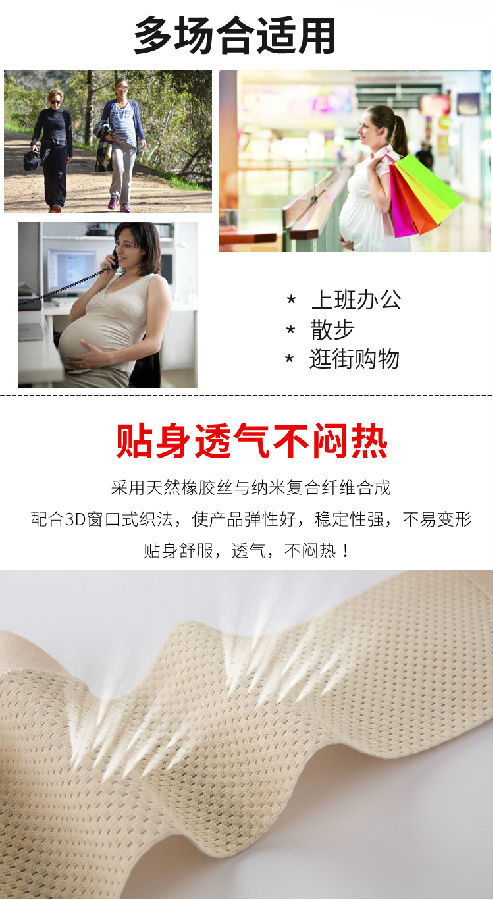 多场合适用
* 上班办公
* 散步
* 逛街购物
贴身透气不闷热
采用天然橡胶丝与纳米复合纤维合成
配合3D窗口式织法，使产品弹性好，稳定性强，不易变形
贴身舒服，透气，不闷热！